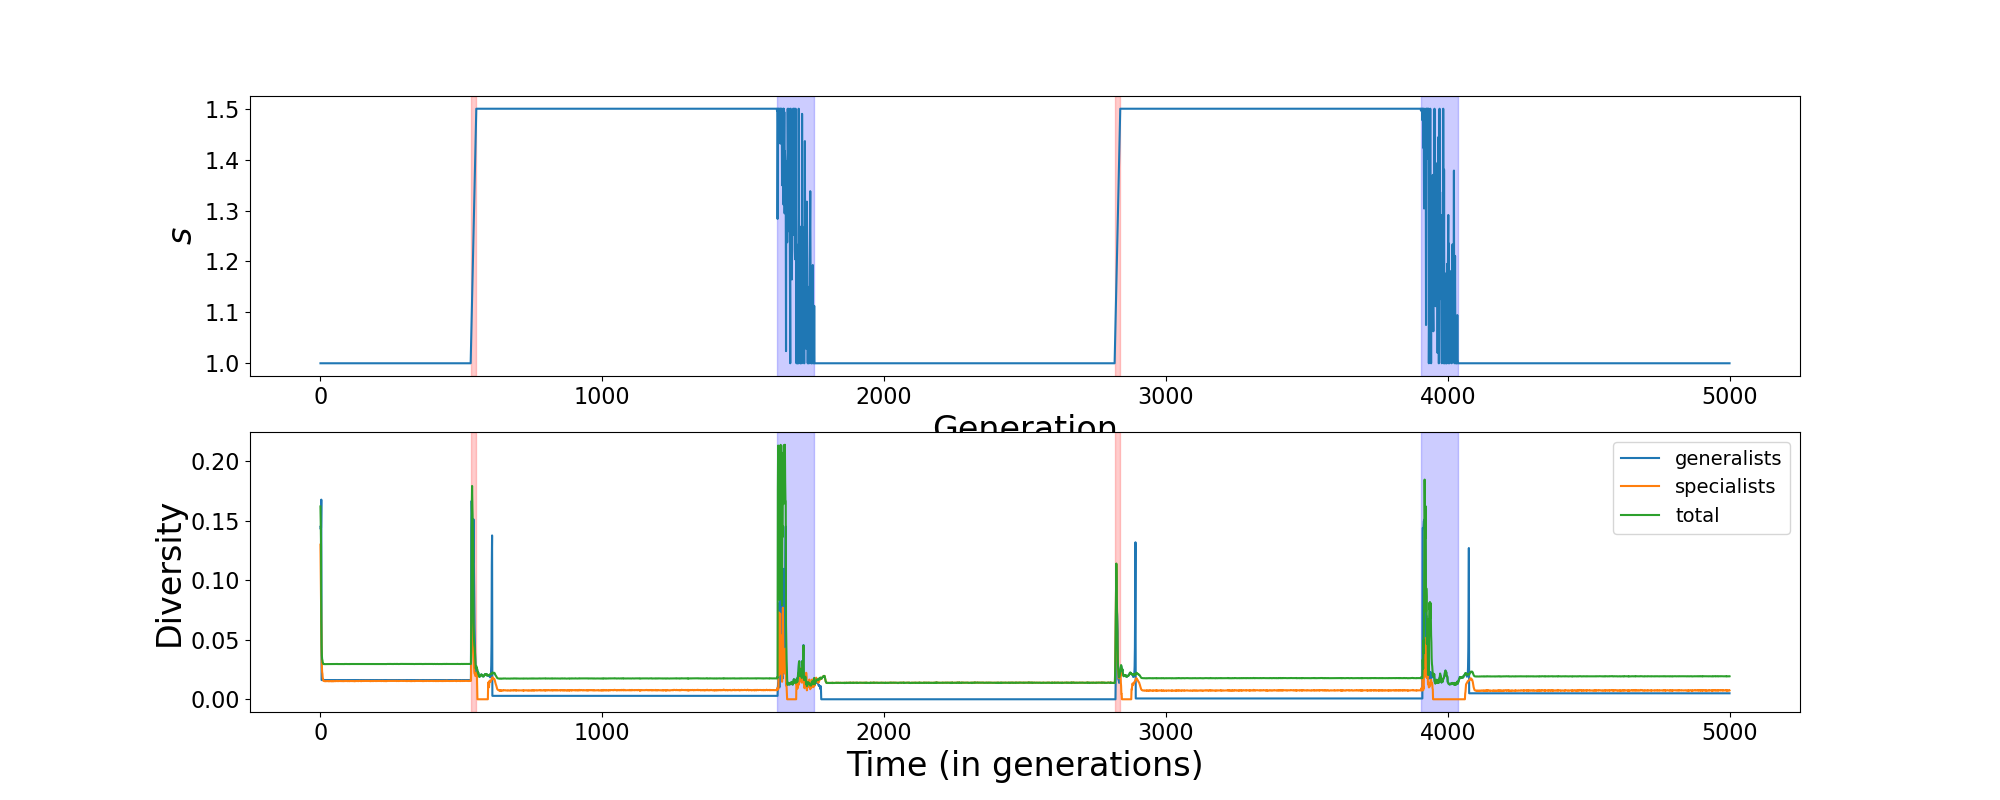 1.5
1.4
1.3
1.2
1.1
1.0
s
0 1000 2000 3000 4000 5000
Generation
0.20
0.15
0.10
0.05
0.00
Diversity
generalists
specialists
total
0 1000 2000 3000 4000 5000
Time (in generations)